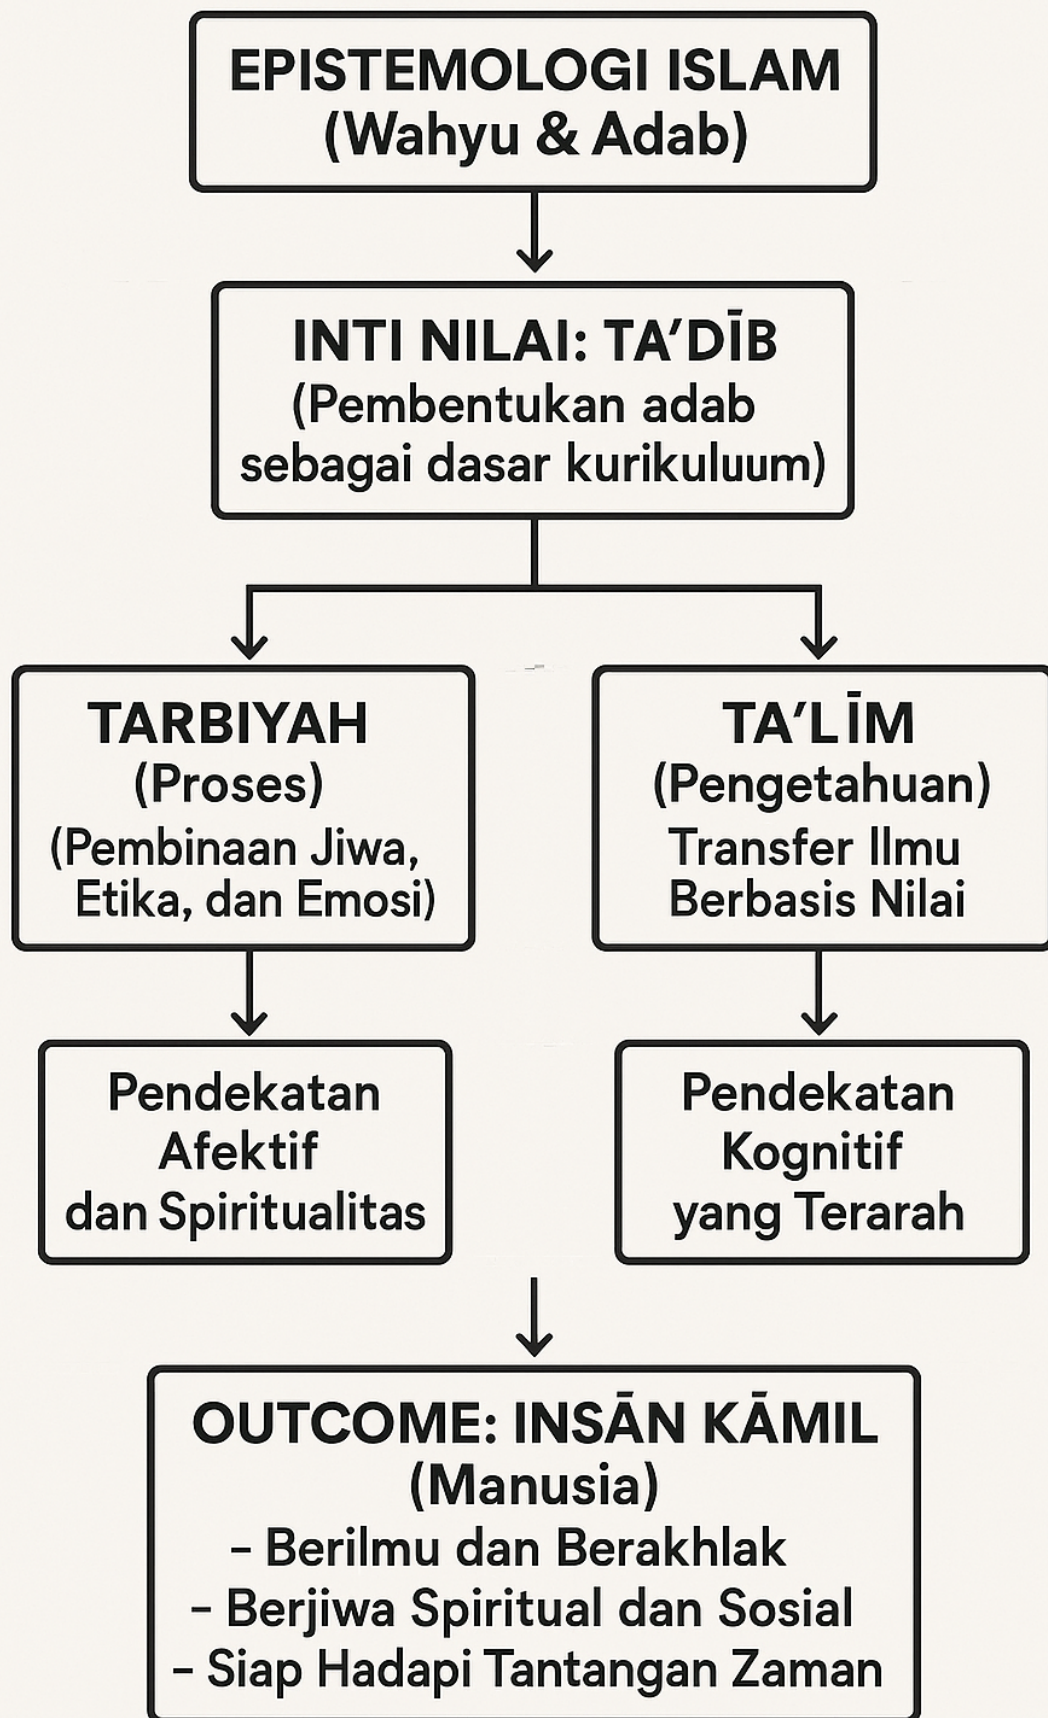 EPISTEMOLOGI ISLAM
(Wahyu & Adab)
INTI NILAI: TA’DĪB
(Pembentukan adab
sebagai dasar kurikuluum)
TARBIYAH
(Proses)
(Pembinaan Jiwa,
Etika, dan Emosi)
TA’LĪM
(Pengetahuan)
Transfer Ilmu
Berbasis Nilai
Pendekatan
Afektif
dan Spiritualitas
Pendekatan
Kognitif
yang Terarah
OUTCOME: INSĀN KĀMIL
(Manusia)
– Berilmu dan Berakhlak
– Berjiwa Spiritual dan Sosial
– Siap Hadapi Tantangan Zaman